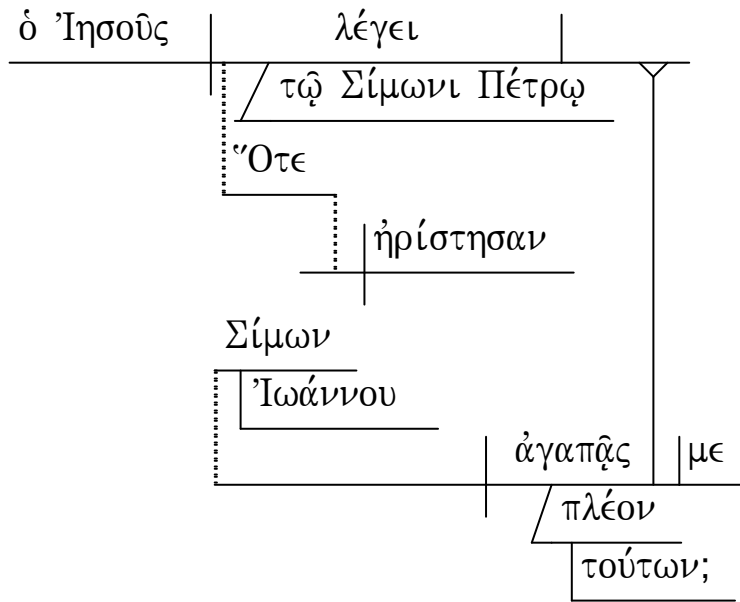 ὁ Ἰησοῦς λέγει
τῷ Σίμωνι Πέτρῳ
Ὅτε
ἠρίστησαν
Σίμων
Ἰωάννου
ἀγαπᾷς με
πλέον
τούτων;